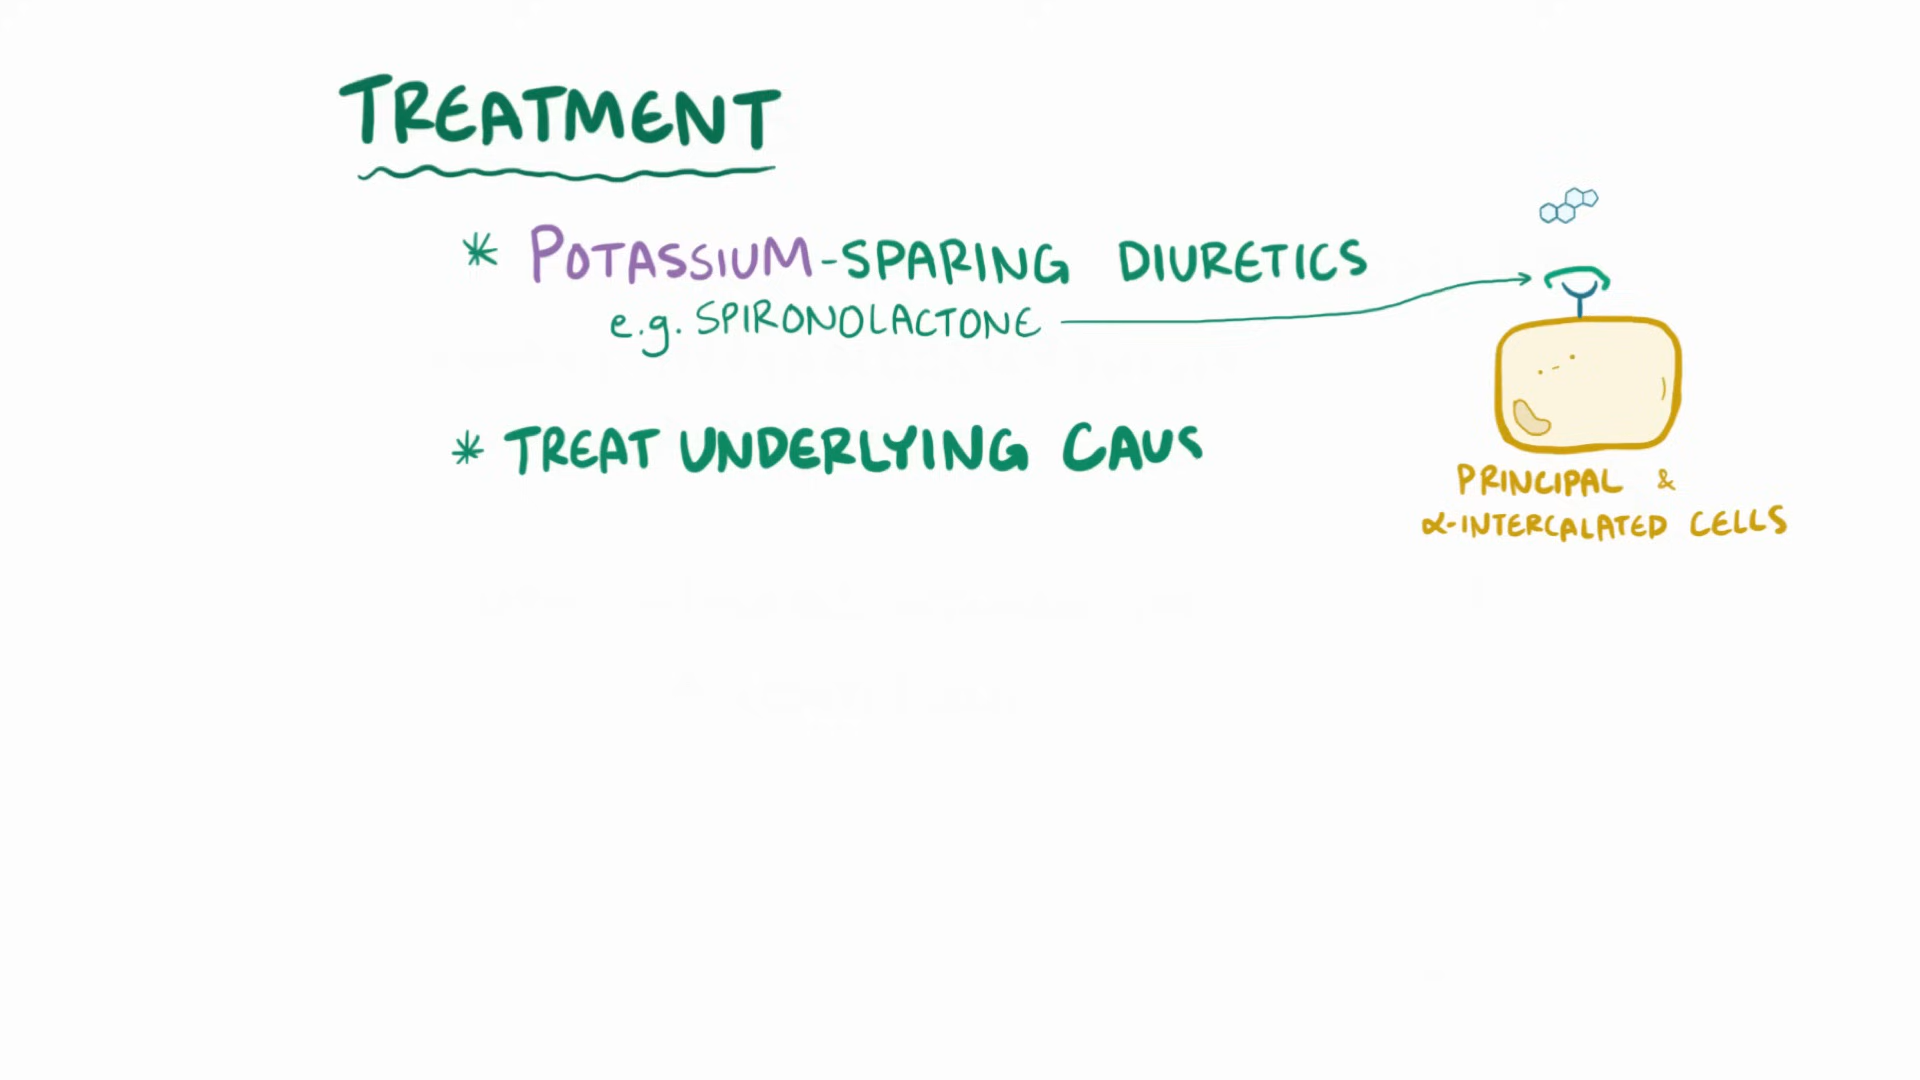 TREATMENT
* POTASSIUM-SPARING DIURETICS
e.g. SPIRONOLACTONE
* TREAT UNDERLYING CAUS
PRINCIPAL &
α-INTERCALATED CELLS